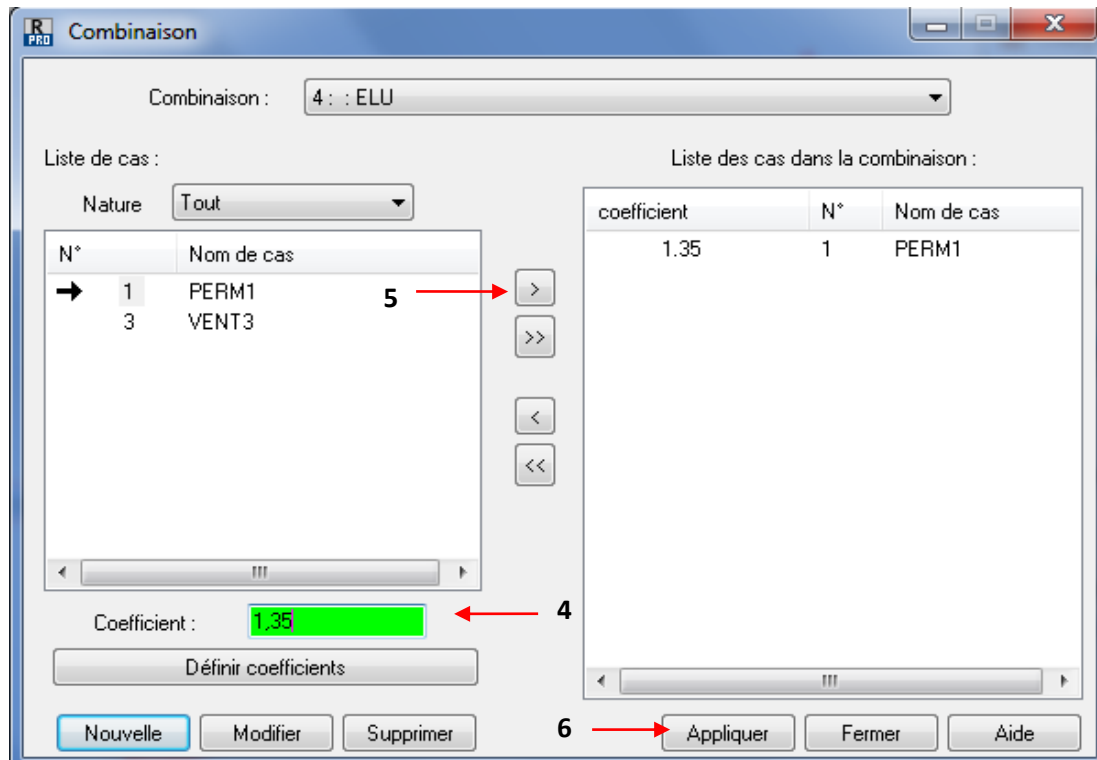 R PRO Combinaison
Combinaison : 4 : : ELU
Liste de cas :
Nature Tout
N° Nom de cas
1 PERM1
3 VENT3
5
>
>>
<
<<
Liste des cas dans la combinaison :
coefficient N° Nom de cas
1.35 1 PERM1
Coefficient : 1,35
4
Définir coefficients
Nouvelle Modifier Supprimer
6
Appliquer Fermer Aide